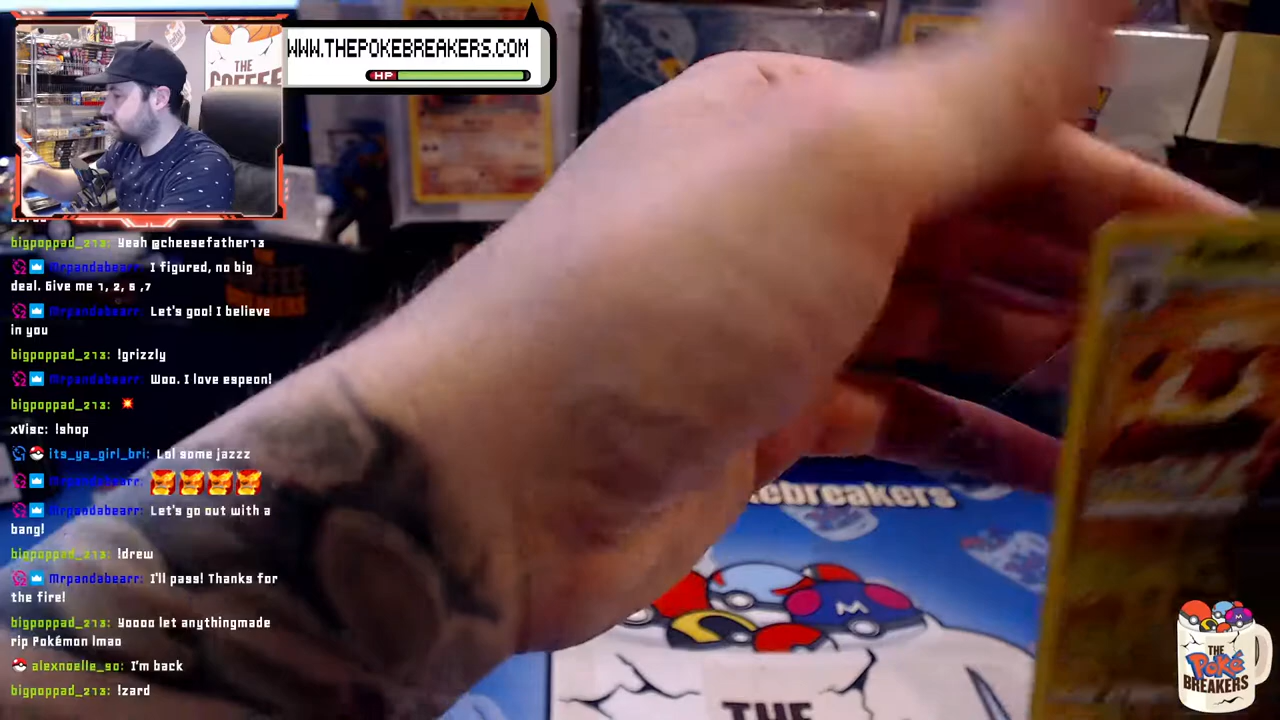 WWW.THEPOKEBREAKERS.COM
HP
THE
COFFEE
bigpoppad_213: Yeah @cheesefather13
Mrpandabearr: I figured, no big
deal. Give me 1, 2, 5 ,7
Mrpandabearr: Let's goo! I believe
in you
bigpoppad_213: !grizzly
Mrpandabearr: Woo. I love espeon!
bigpoppad_213:
xVisc: !shop
its_ya_girl_bri: Lol some jazzz
Mrpandabearr:
Mrpandabearr: Let's go out with a
bang!
bigpoppad_213: !drew
Mrpandabearr: I'll pass! Thanks for
the fire!
bigpoppad_213: Yoooo let anythingmade
rip Pokémon lmao
alexnoelle_90: I'm back
bigpoppad_213: !zard
ebreakers
M
THE
THE
Poké
BREAKERS